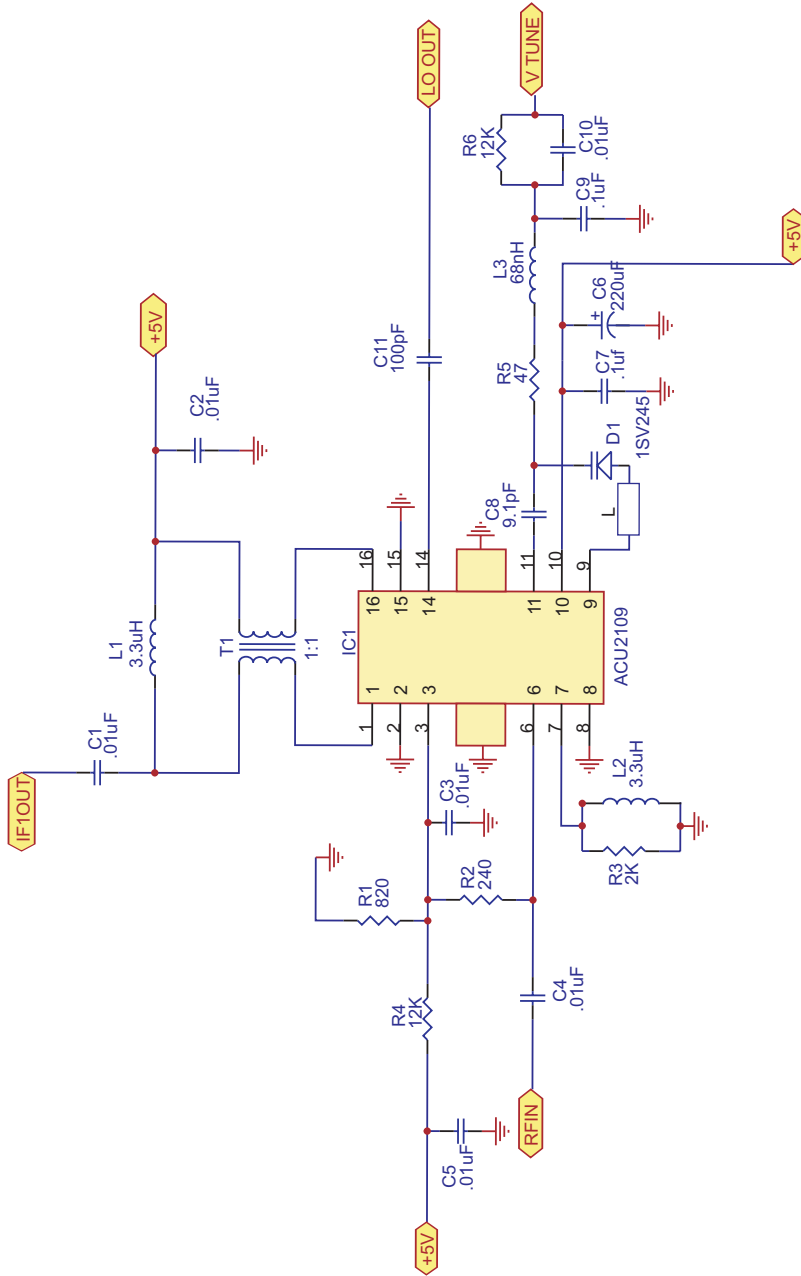 IF1OUT
C1
.01uF
L1
3.3uH
+5V
C2
.01uF
T1
1:1
LO OUT
C11
100pF
IC1
ACU2109
1
2
3
6
7
8
16
15
14
11
10
9
1
2
3
6
7
8
16
15
14
11
10
9
R1
820
C3
.01uF
R2
240
R4
12K
C5
.01uF
+5V
RFIN
C4
.01uF
R3
2K
L2
3.3uH
C8
9.1pF
R5
47
L3
68nH
R6
12K
C10
.01uF
C9
.1uF
V TUNE
D1
1SV245
L
C7
.1uf
+
C6
220uF
+5V